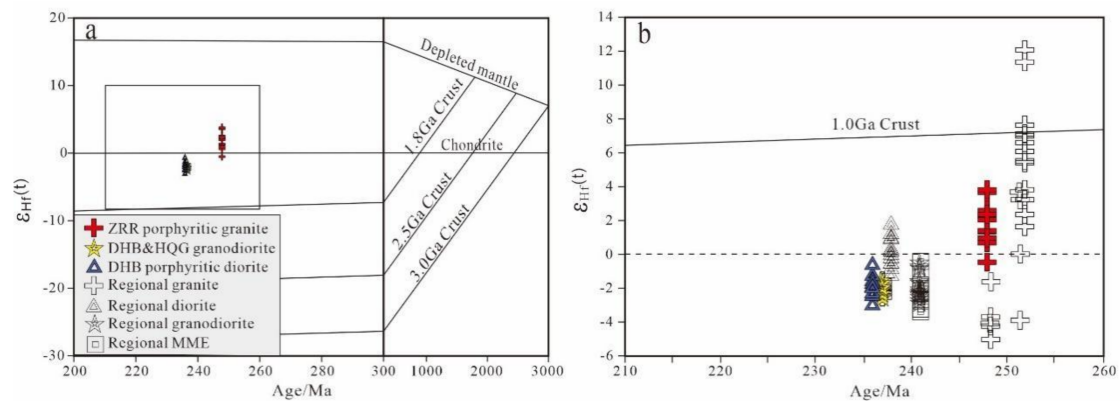 a
20
10
0
-10
-20
-30
εHf(t)
200
220
240
260
280
300
1000
2000
3000
Age/Ma
Depleted mantle
Chondrite
1.8Ga Crust
2.5Ga Crust
3.0Ga Crust
ZRR porphyritic granite
DHB&HQG granodiorite
DHB porphyritic diorite
Regional granite
Regional diorite
Regional granodiorite
Regional MME
b
14
12
10
8
6
4
2
0
-2
-4
-6
εHf(t)
1.0Ga Crust
210
220
230
240
250
260
Age/Ma